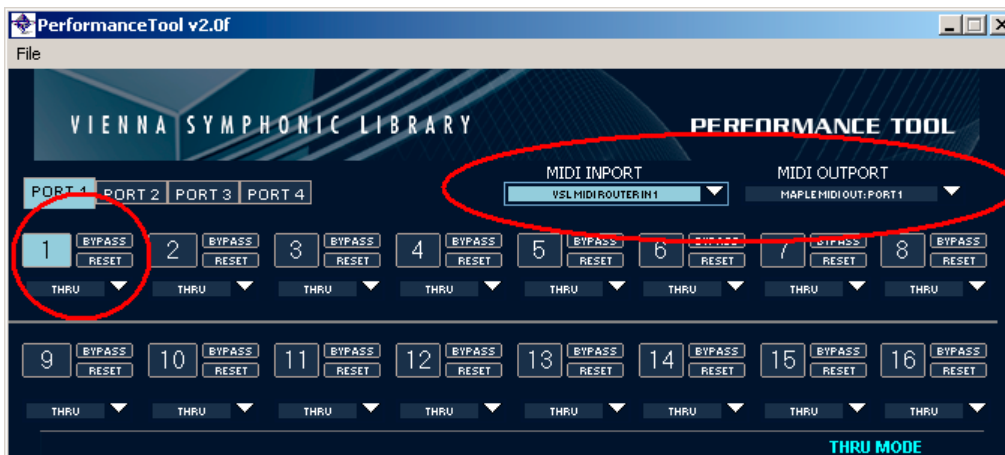 PerformanceTool v2.0f
File
VIENNA SYMPHONIC LIBRARY
PERFORMANCE TOOL
MIDI INPORT MIDI OUTPORT
PORT 1 PORT 2 PORT 3 PORT 4 VSL MIDI ROUTER IN 1 MAPLE MIDI OUT: PORT 1
1 BYPASS RESET 2 BYPASS RESET 3 BYPASS RESET 4 BYPASS RESET 5 BYPASS RESET 6 BYPASS RESET 7 BYPASS RESET 8 BYPASS RESET
THRU THRU THRU THRU THRU THRU THRU THRU
9 BYPASS RESET 10 BYPASS RESET 11 BYPASS RESET 12 BYPASS RESET 13 BYPASS RESET 14 BYPASS RESET 15 BYPASS RESET 16 BYPASS RESET
THRU THRU THRU THRU THRU THRU THRU THRU
THRU MODE